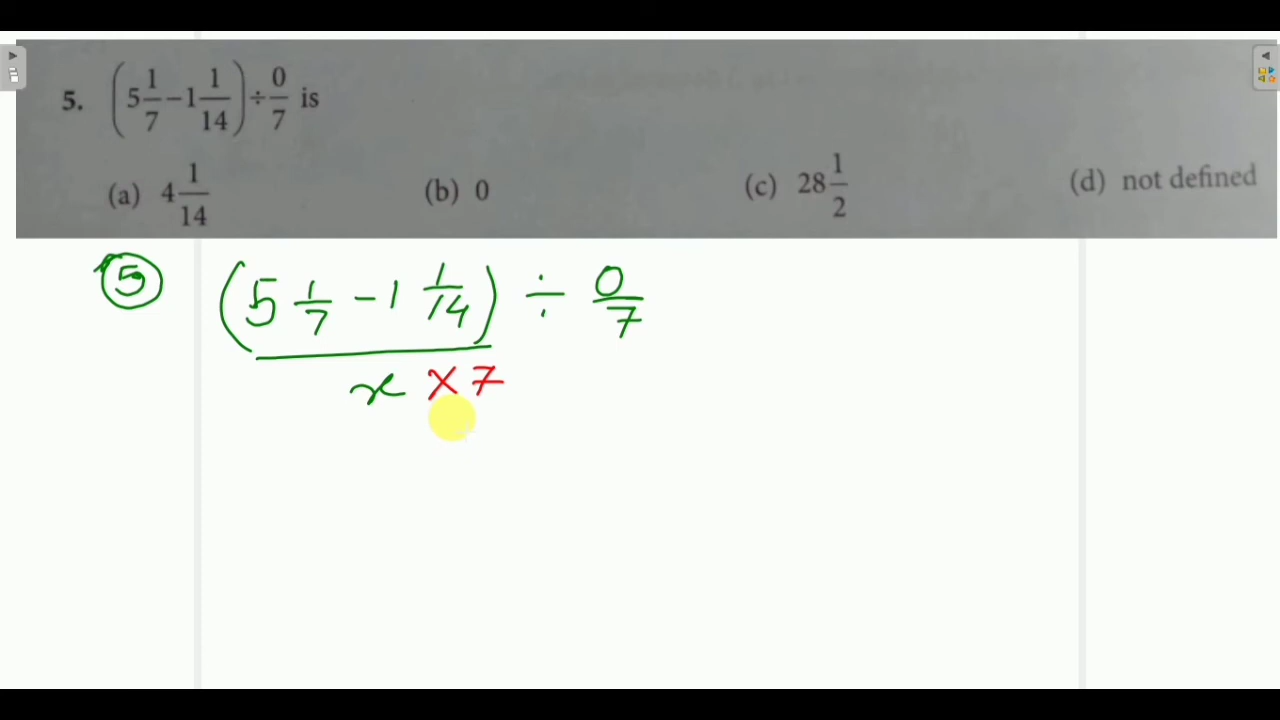 5. (5 1/7 − 1 1/14) ÷ 0/7 is
(a) 4 1/14 (b) 0 (c) 28 1/2 (d) not defined
5 (5 1/7 − 1 1/14) ÷ 0/7
x × 7